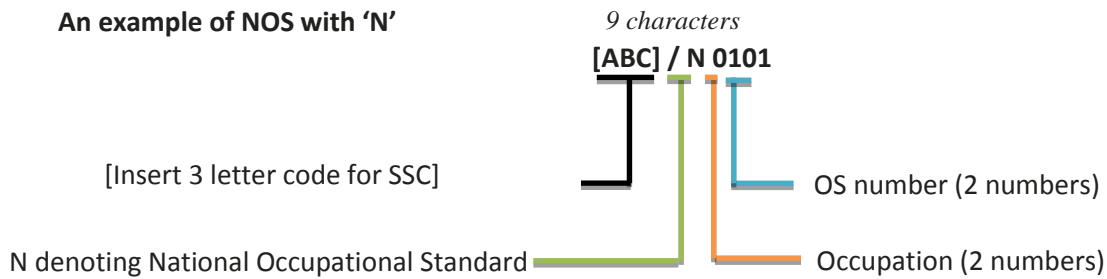 An example of NOS with ‘N’
9 characters
[ABC] / N 0101
[Insert 3 letter code for SSC]
OS number (2 numbers)
N denoting National Occupational Standard
Occupation (2 numbers)